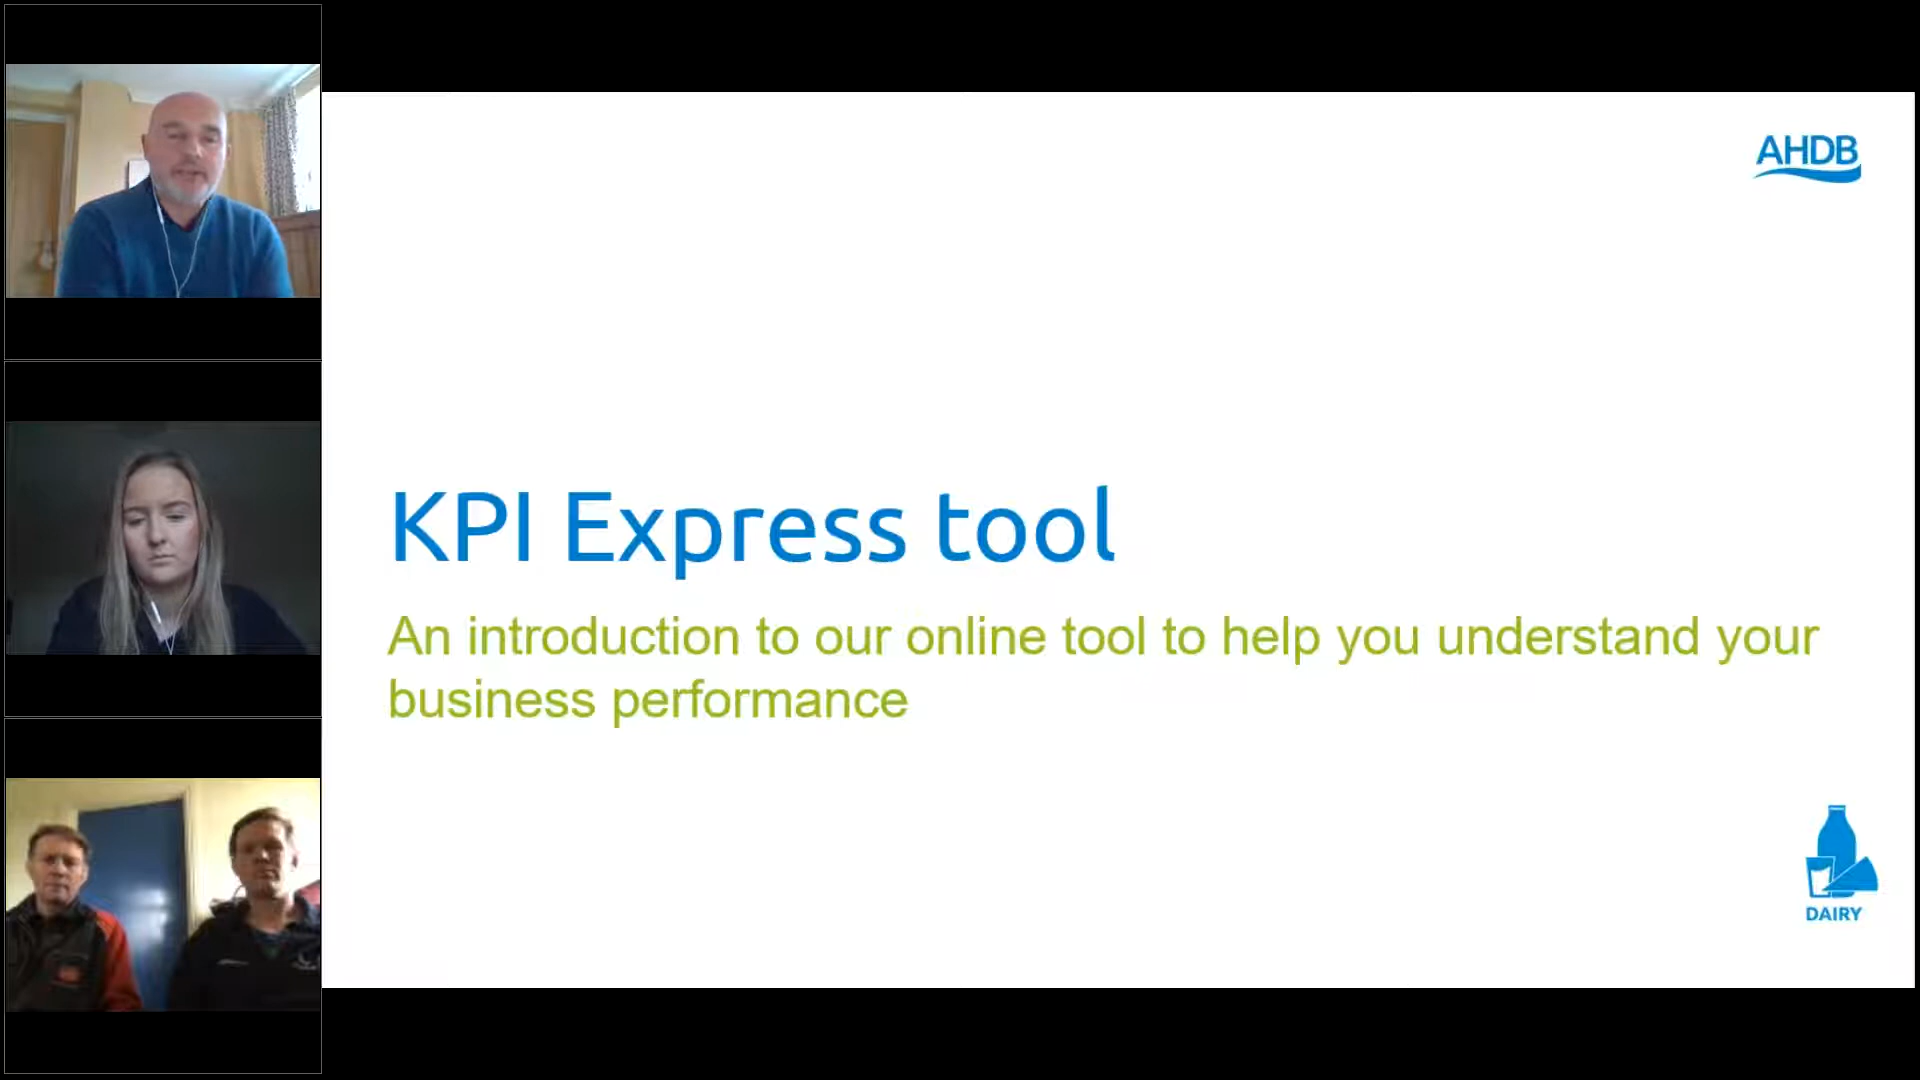 AHDB
KPI Express tool
An introduction to our online tool to help you understand your
business performance
DAIRY